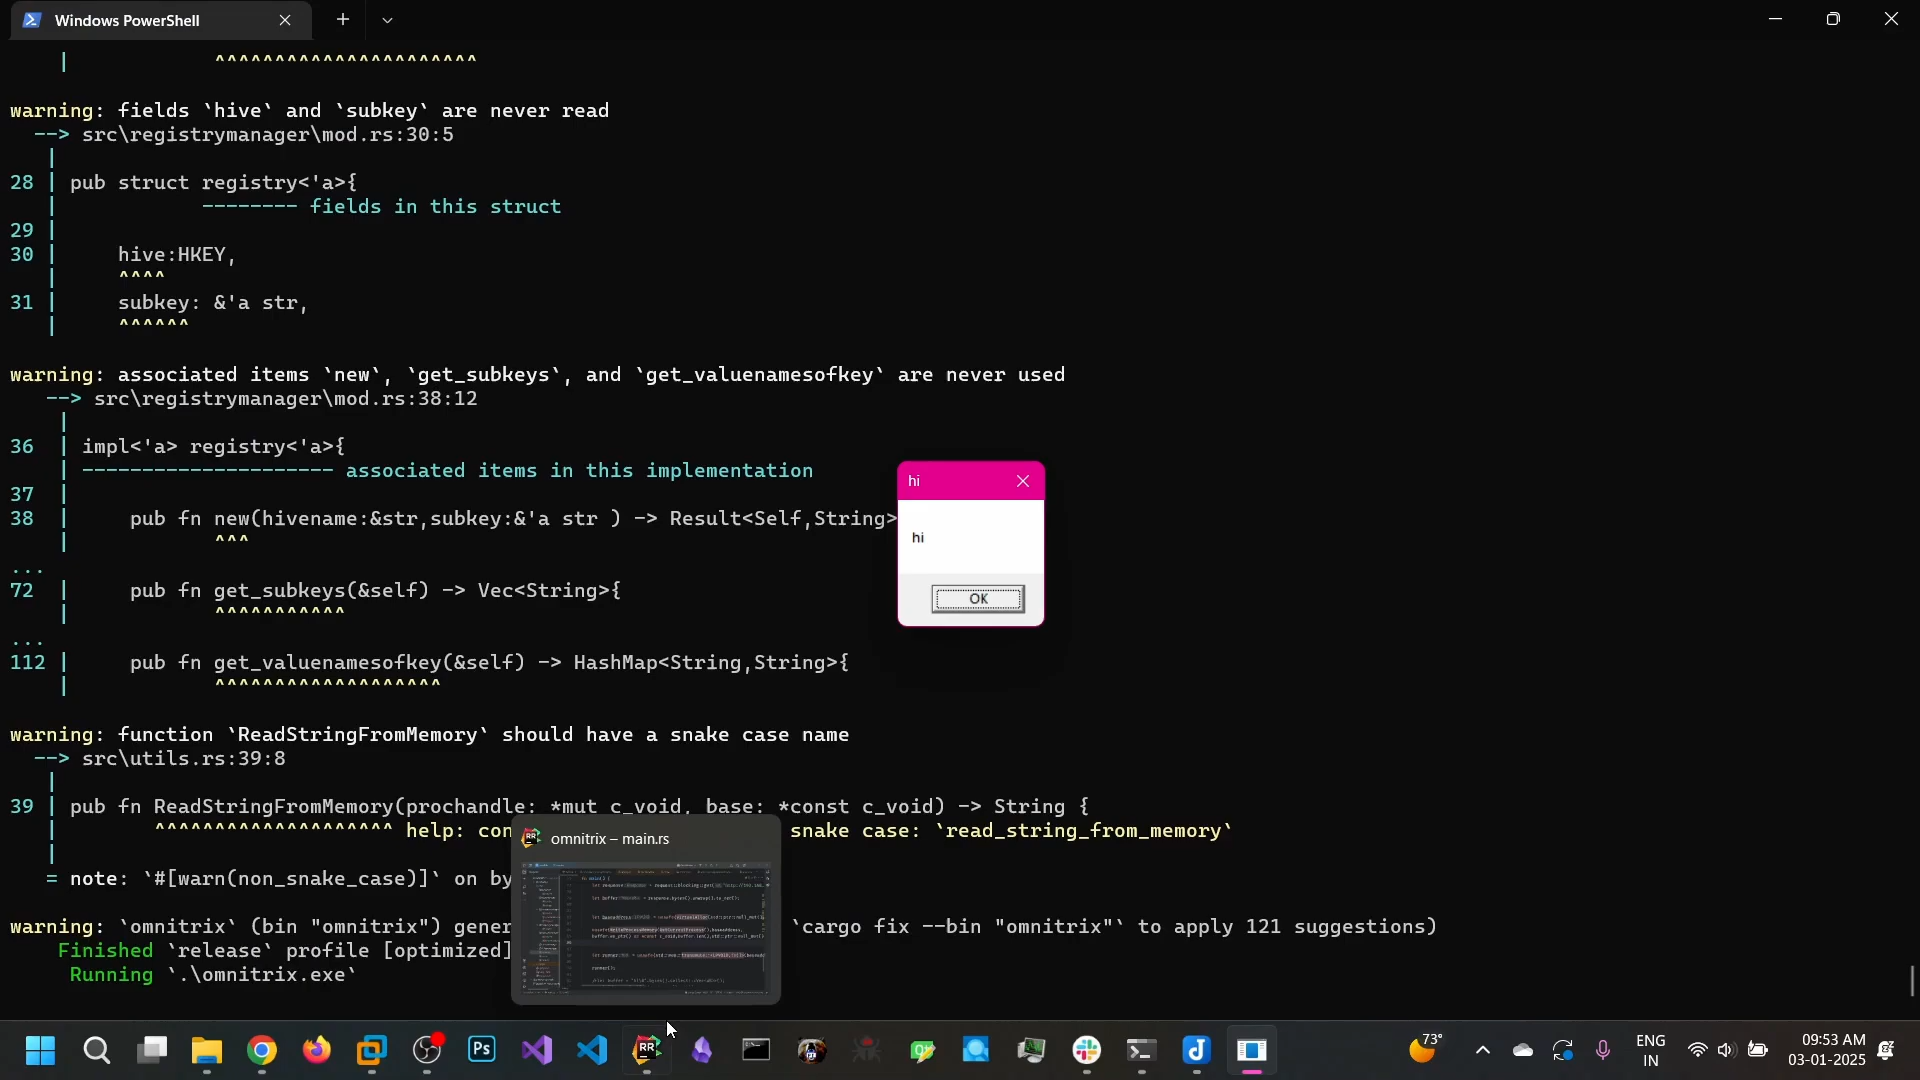 Windows PowerShell
|             ^^^^^^^^^^^^^^^^^^^^^^
warning: fields `hive` and `subkey` are never read
--> src\registrymanager\mod.rs:30:5
|
28 | pub struct registry<'a>{
|            -------- fields in this struct
29 |
30 |     hive:HKEY,
|     ^^^^
31 |     subkey: &'a str,
|     ^^^^^^
warning: associated items `new`, `get_subkeys`, and `get_valuenamesofkey` are never used
--> src\registrymanager\mod.rs:38:12
|
36  | impl<'a> registry<'a>{
| --------------------- associated items in this implementation
37  |
38  |     pub fn new(hivename:&str,subkey:&'a str ) -> Result<Self,String>
|            ^^^
...
72  |     pub fn get_subkeys(&self) -> Vec<String>{
|            ^^^^^^^^^^^
...
112 |     pub fn get_valuenamesofkey(&self) -> HashMap<String,String>{
|            ^^^^^^^^^^^^^^^^^^^
hi
hi
OK
warning: function `ReadStringFromMemory` should have a snake case name
--> src\utils.rs:39:8
|
39 | pub fn ReadStringFromMemory(prochandle: *mut c_void, base: *const c_void) -> String {
|        ^^^^^^^^^^^^^^^^^^^^ help: con snake case: `read_string_from_memory`
|
= note: `#[warn(non_snake_case)]` on by
warning: `omnitrix` (bin "omnitrix") gener `cargo fix --bin "omnitrix"` to apply 121 suggestions)
Finished `release` profile [optimized]
Running `.\omnitrix.exe`
omnitrix – main.rs
RR
Ps
RR
73°
ENG
IN
09:53 AM
03-01-2025